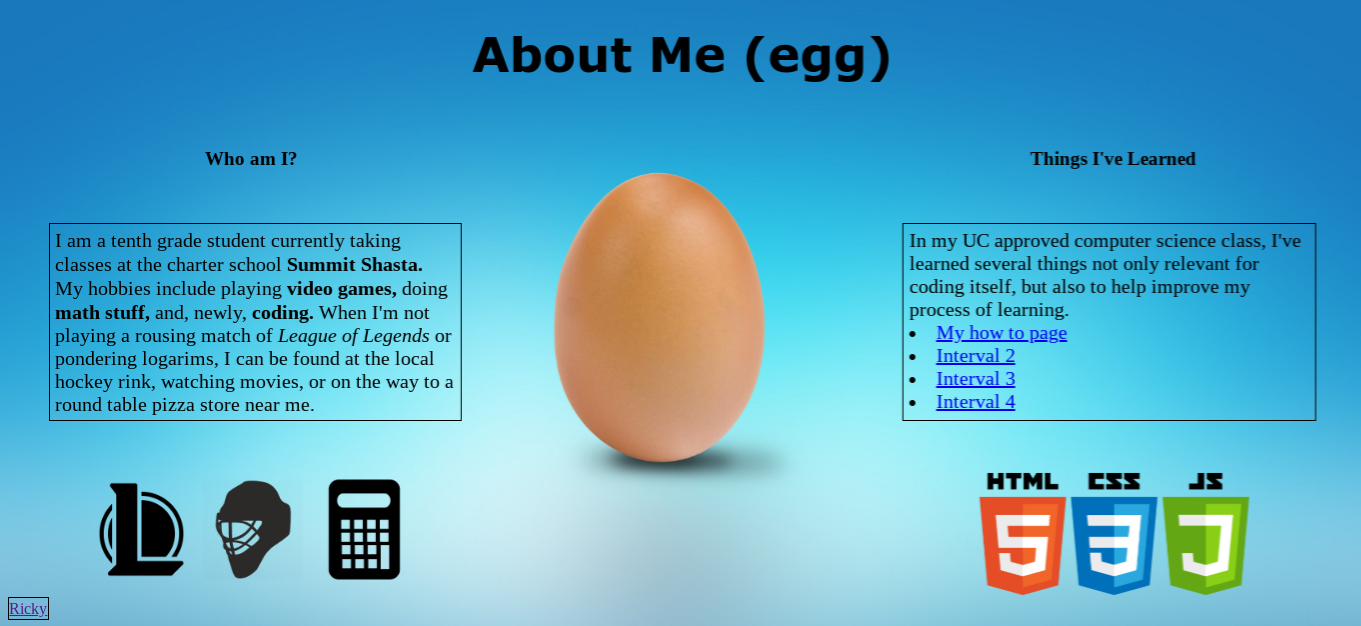 About Me (egg)
Who am I?
I am a tenth grade student currently taking
classes at the charter school Summit Shasta.
My hobbies include playing video games, doing
math stuff, and, newly, coding. When I'm not
playing a rousing match of League of Legends or
pondering logarims, I can be found at the local
hockey rink, watching movies, or on the way to a
round table pizza store near me.
Things I've Learned
In my UC approved computer science class, I've
learned several things not only relevant for
coding itself, but also to help improve my
process of learning.
• My how to page
• Interval 2
• Interval 3
• Interval 4
HTML CSS JS
5 3 J
Ricky